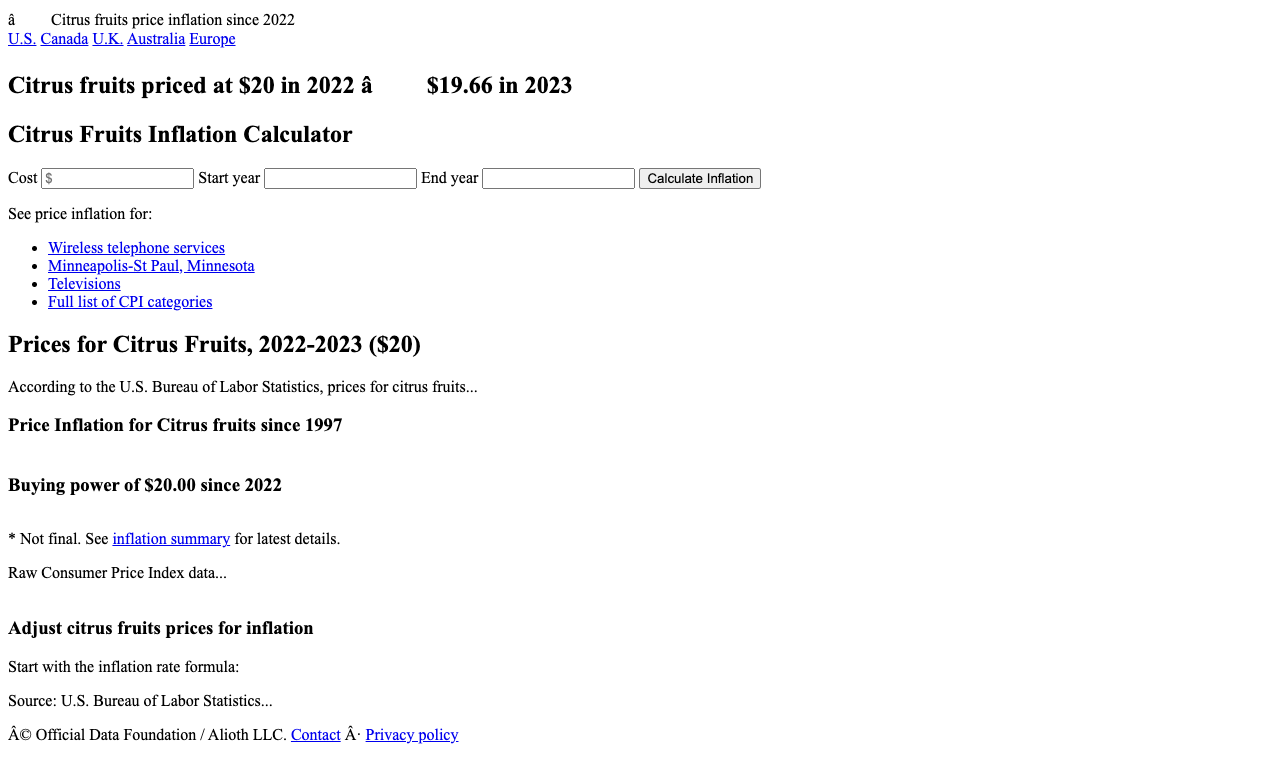 â Citrus fruits price inflation since 2022
U.S. Canada U.K. Australia Europe
Citrus fruits priced at $20 in 2022 â $19.66 in 2023
Citrus Fruits Inflation Calculator
Cost $ Start year End year Calculate Inflation
See price inflation for:
Wireless telephone services
Minneapolis-St Paul, Minnesota
Televisions
Full list of CPI categories
Prices for Citrus Fruits, 2022-2023 ($20)
According to the U.S. Bureau of Labor Statistics, prices for citrus fruits...
Price Inflation for Citrus fruits since 1997
Buying power of $20.00 since 2022
* Not final. See inflation summary for latest details.
Raw Consumer Price Index data...
Adjust citrus fruits prices for inflation
Start with the inflation rate formula:
Source: U.S. Bureau of Labor Statistics...
Â© Official Data Foundation / Alioth LLC. Contact Â· Privacy policy